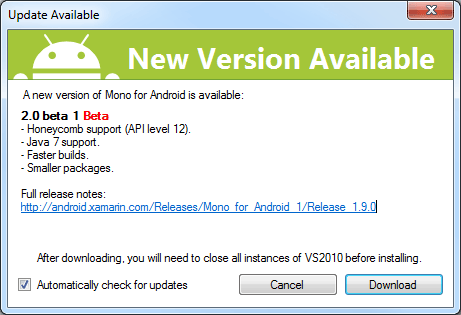 Update Available
New Version Available
A new version of Mono for Android is available:
2.0 beta 1 Beta
- Honeycomb support (API level 12).
- Java 7 support.
- Faster builds.
- Smaller packages.
Full release notes:
http://android.xamarin.com/Releases/Mono_for_Android_1/Release_1.9.0
After downloading, you will need to close all instances of VS2010 before installing.
Automatically check for updates
Cancel
Download